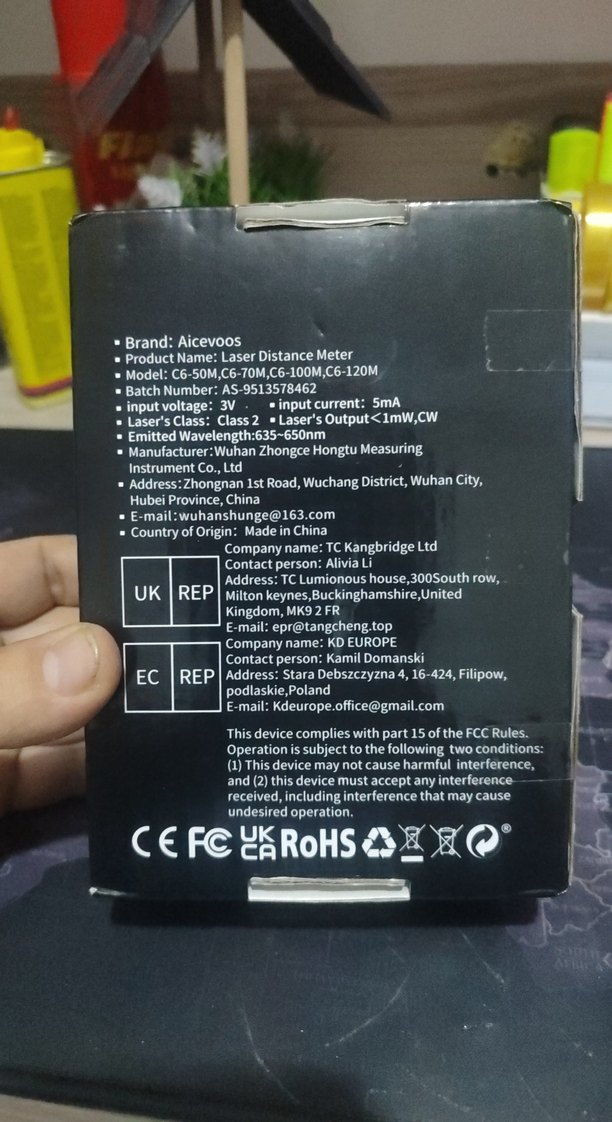 ▪ Brand: Aicevoos
▪ Product Name: Laser Distance Meter
▪ Model: C6-50M,C6-70M,C6-100M,C6-120M
▪ Batch Number: AS-9513578462
▪ input voltage: 3V ▪ input current: 5mA
▪ Laser's Class: Class 2 ▪ Laser's Output<1mW,CW
▪ Emitted Wavelength:635~650nm
▪ Manufacturer:Wuhan Zhongce Hongtu Measuring
Instrument Co., Ltd
▪ Address:Zhongnan 1st Road, Wuchang District, Wuhan City,
Hubei Province, China
▪ E-mail:wuhanshunge@163.com
▪ Country of Origin: Made in China
UK REP
Company name: TC Kangbridge Ltd
Contact person: Alivia Li
Address: TC Lumionous house,300South row,
Milton keynes,Buckinghamshire,United
Kingdom, MK9 2 FR
E-mail: epr@tangcheng.top
EC REP
Company name: KD EUROPE
Contact person: Kamil Domanski
Address: Stara Debszczyzna 4, 16-424, Filipow,
podlaskie,Poland
E-mail: Kdeurope.office@gmail.com
This device complies with part 15 of the FCC Rules.
Operation is subject to the following two conditions:
(1) This device may not cause harmful interference,
and (2) this device must accept any interference
received, including interference that may cause
undesired operation.
CE FC UK CA RoHS ®